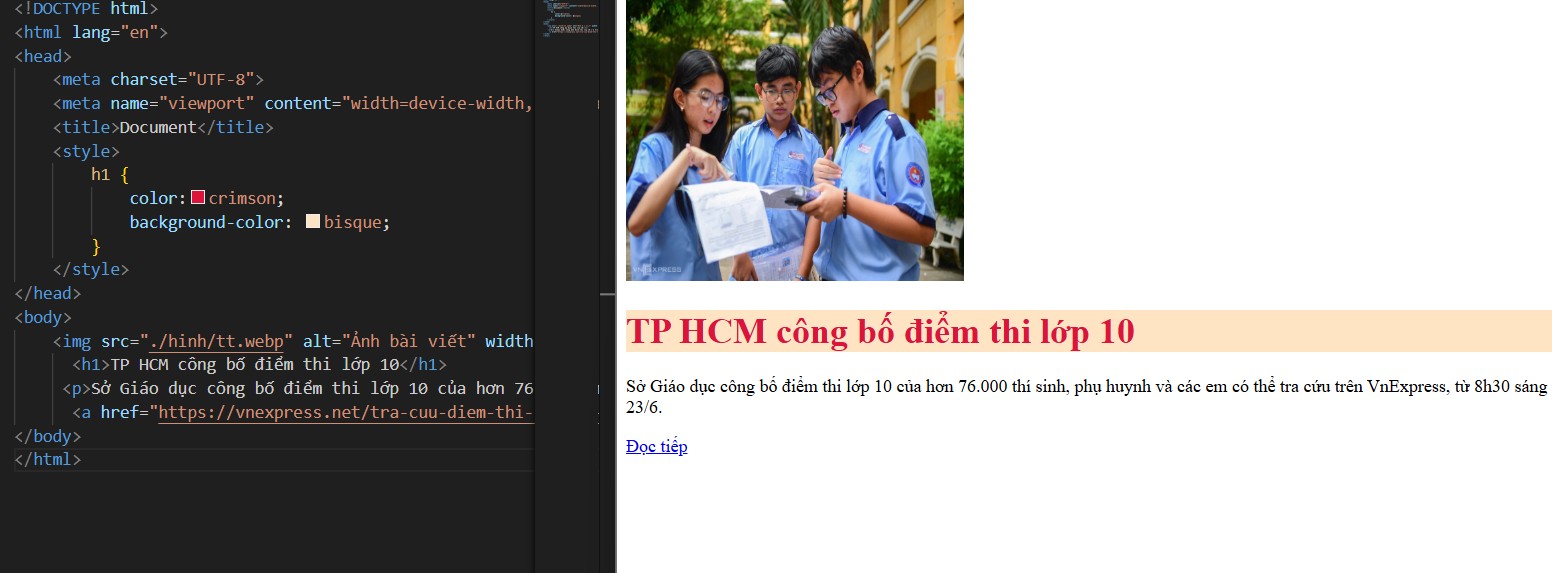 <!DOCTYPE html>
<html lang="en">
<head>
<meta charset="UTF-8">
<meta name="viewport" content="width=device-width,
<title>Document</title>
<style>
h1 {
color: crimson;
background-color: bisque;
}
</style>
</head>
<body>
<img src="./hinh/tt.webp" alt="Ảnh bài viết" width
<h1>TP HCM công bố điểm thi lớp 10</h1>
<p>Sở Giáo dục công bố điểm thi lớp 10 của hơn 76
<a href="https://vnexpress.net/tra-cuu-diem-thi-
</body>
</html>
VNEXPRESS
TP HCM công bố điểm thi lớp 10
Sở Giáo dục công bố điểm thi lớp 10 của hơn 76.000 thí sinh, phụ huynh và các em có thể tra cứu trên VnExpress, từ 8h30 sáng
23/6.
Đọc tiếp